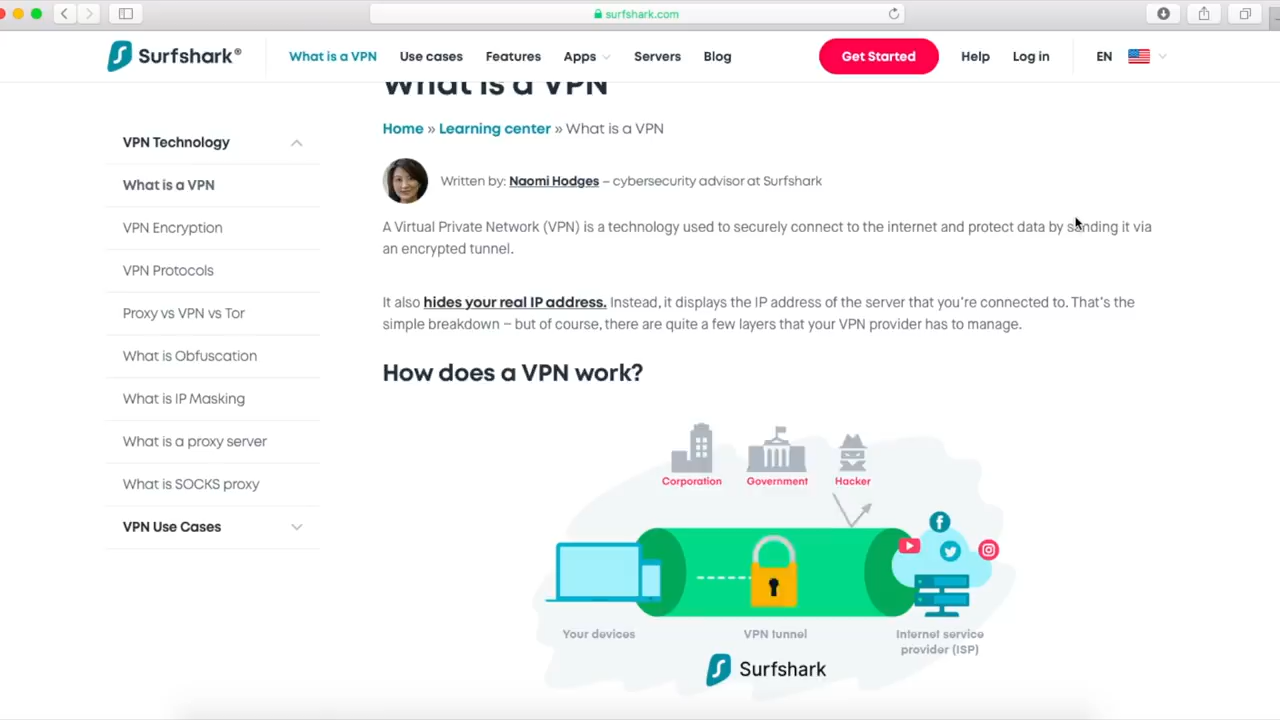 surfshark.com
Surfshark®
What is a VPN
Use cases
Features
Apps
Servers
Blog
Get Started
Help
Log in
EN
VPN Technology
What is a VPN
VPN Encryption
VPN Protocols
Proxy vs VPN vs Tor
What is Obfuscation
What is IP Masking
What is a proxy server
What is SOCKS proxy
VPN Use Cases
What is a VPN
Home » Learning center » What is a VPN
Written by: Naomi Hodges – cybersecurity advisor at Surfshark
A Virtual Private Network (VPN) is a technology used to securely connect to the internet and protect data by sending it via
an encrypted tunnel.
It also hides your real IP address. Instead, it displays the IP address of the server that you're connected to. That's the
simple breakdown – but of course, there are quite a few layers that your VPN provider has to manage.
How does a VPN work?
Corporation
Government
Hacker
Your devices
VPN tunnel
Internet service
provider (ISP)
Surfshark